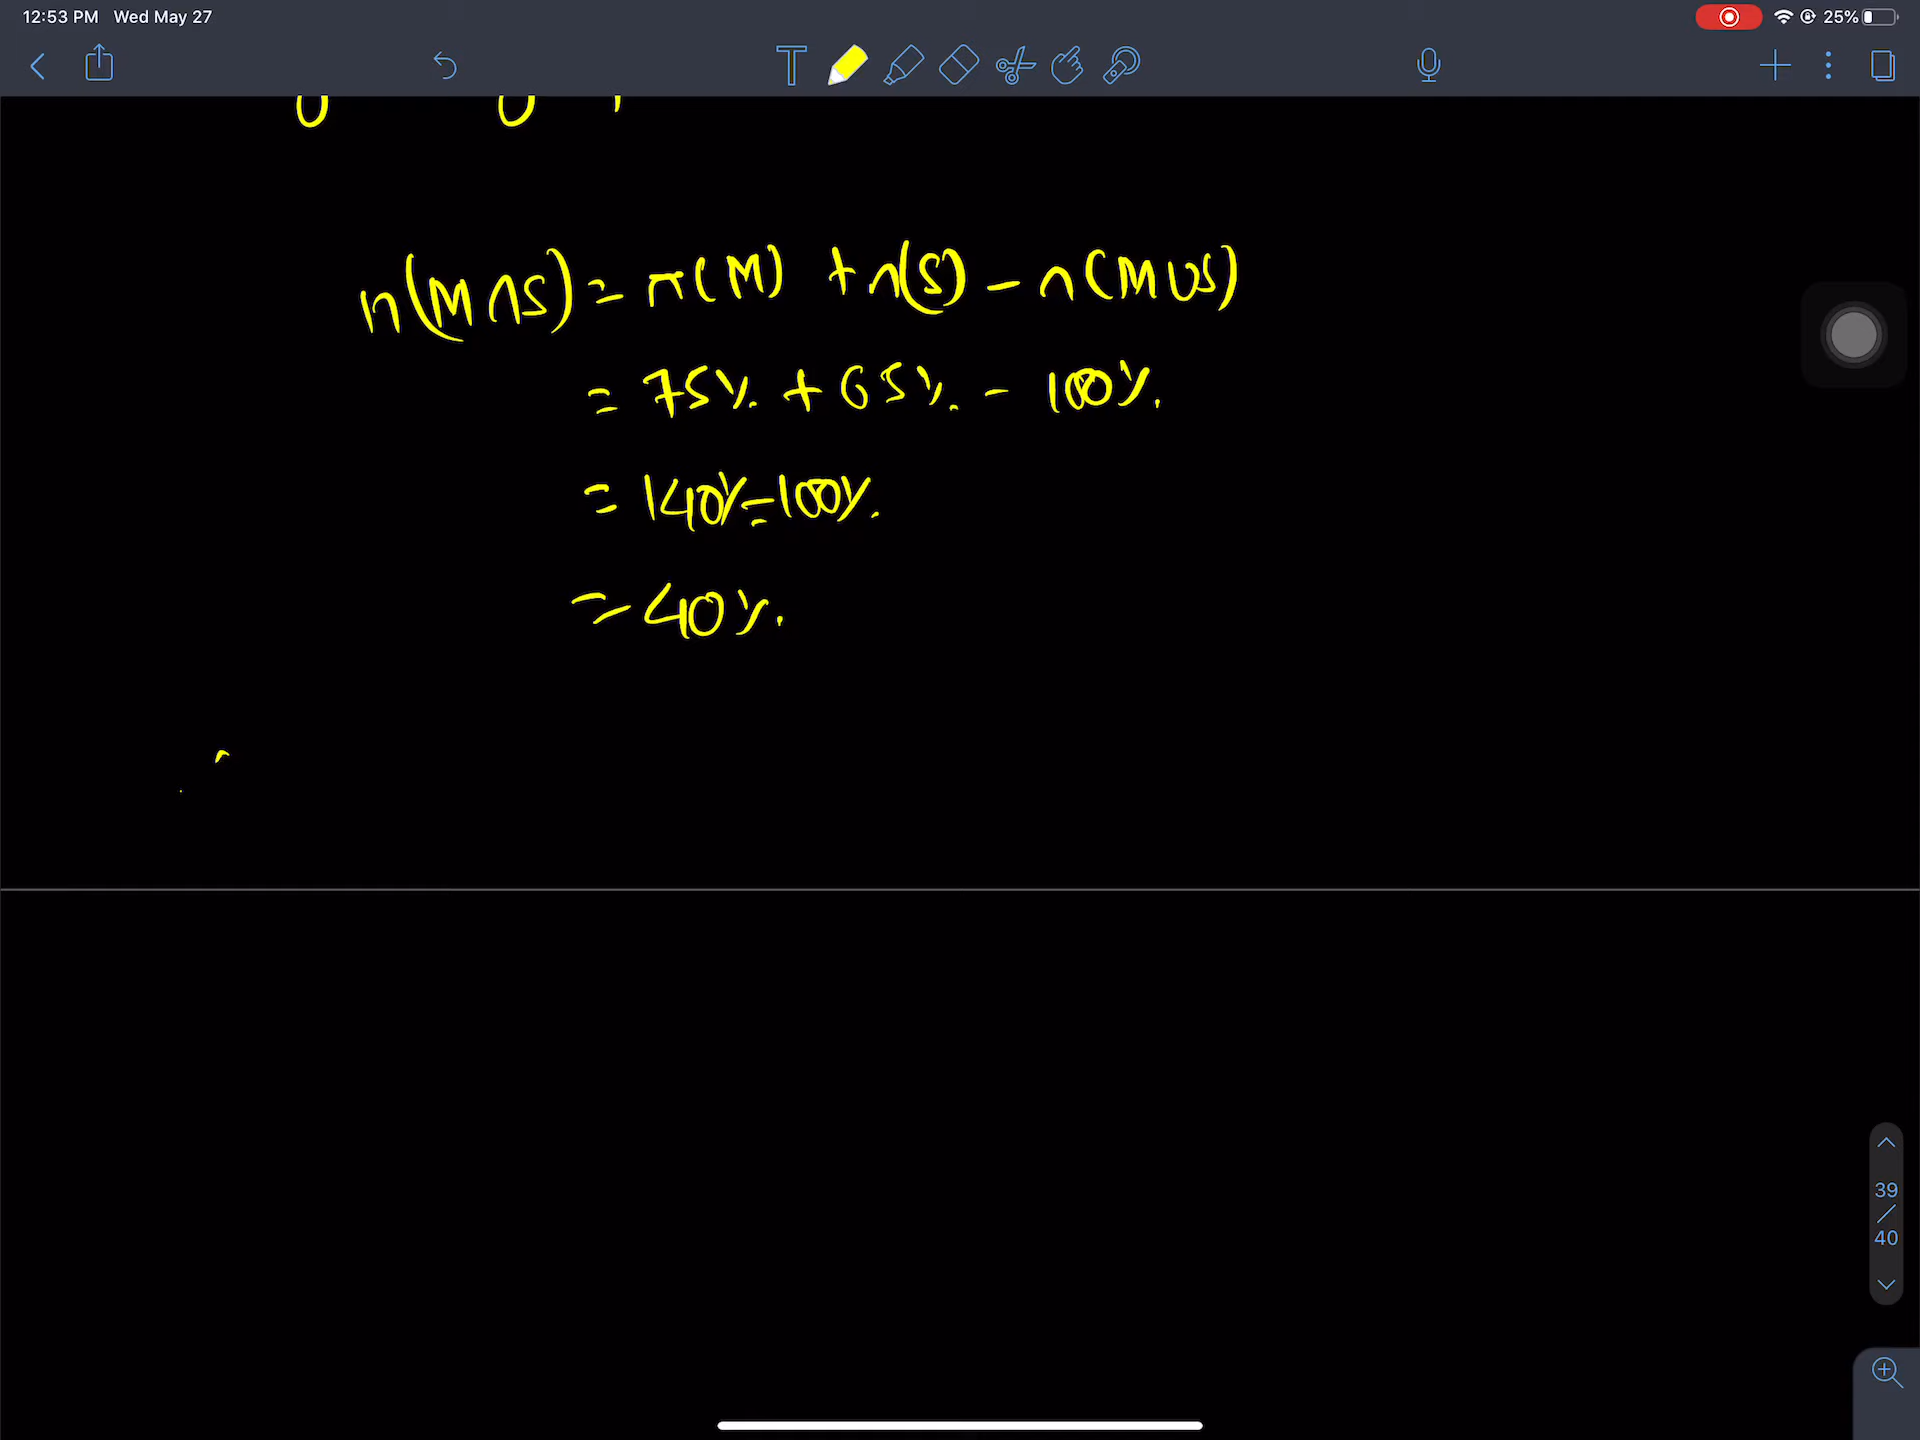 12:53 PM Wed May 27
25%
T
n(M∩S) = n(M) + n(S) - n(M∪S)
= 75% + 65% - 100%.
= 140% - 100%.
= 40%.
39
/
40